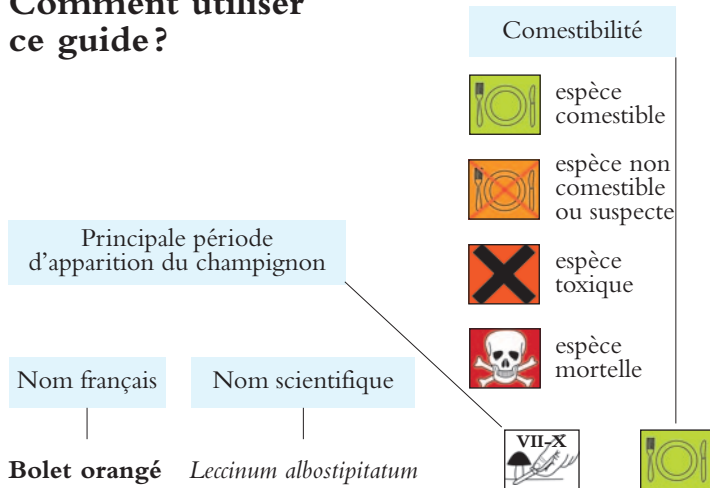 Comment utiliser
ce guide ?
Comestibilité
espèce
comestible
espèce non
comestible
ou suspecte
Principale période
d'apparition du champignon
espèce
toxique
espèce
mortelle
Nom français
Nom scientifique
VII-X
Bolet orangé
Leccinum albostipitatum